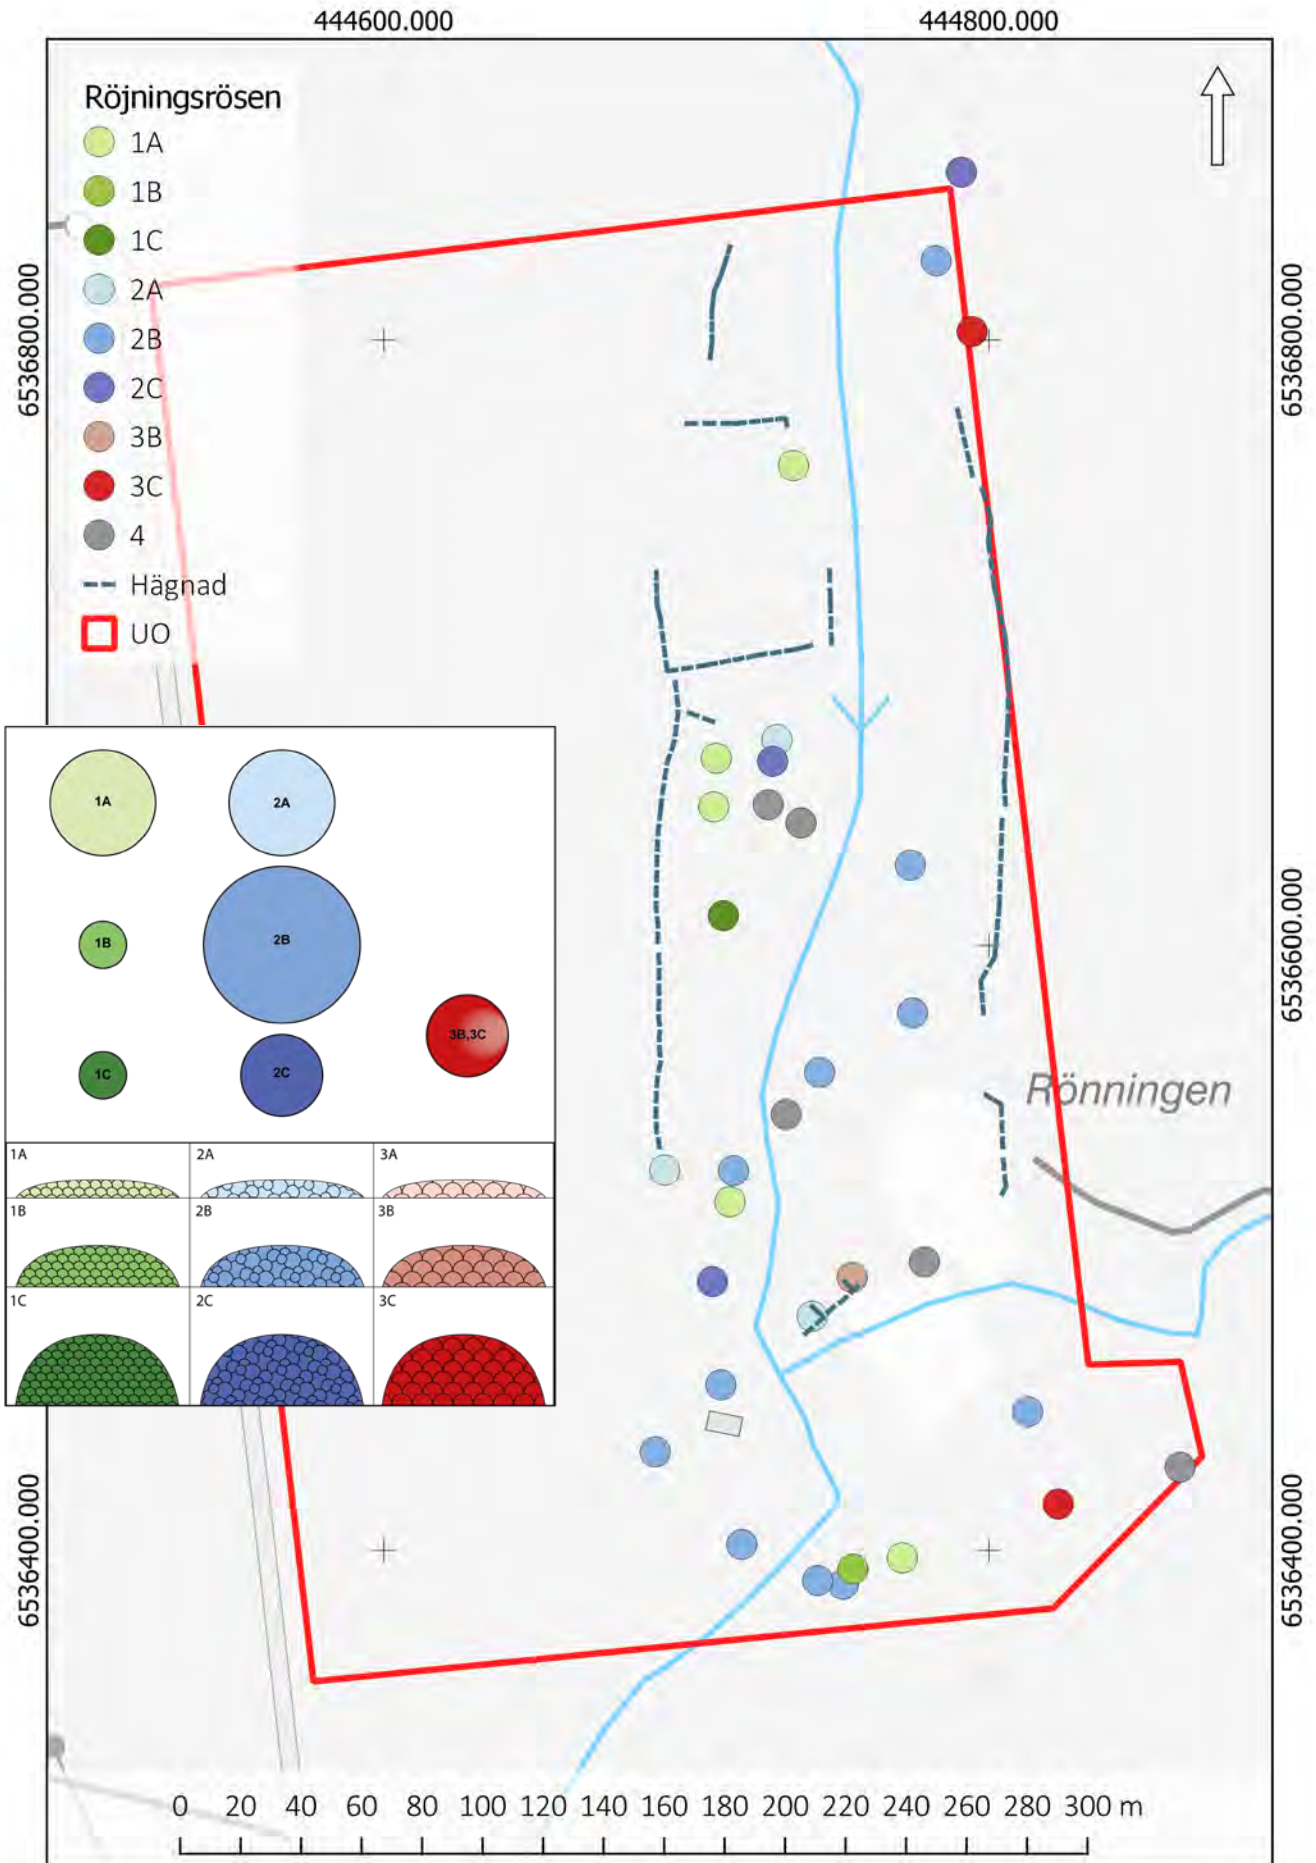 444600.000 444800.000
Röjningsrösen
1A
1B
1C
2A
2B
2C
3B
3C
4
Hägnad
UO
6536800.000
6536800.000
1A 2A
1B 2B
3B,3C
1C 2C
1A 2A 3A
1B 2B 3B
1C 2C 3C
6536600.000
Rönningen
6536400.000
6536400.000
0 20 40 60 80 100 120 140 160 180 200 220 240 260 280 300 m